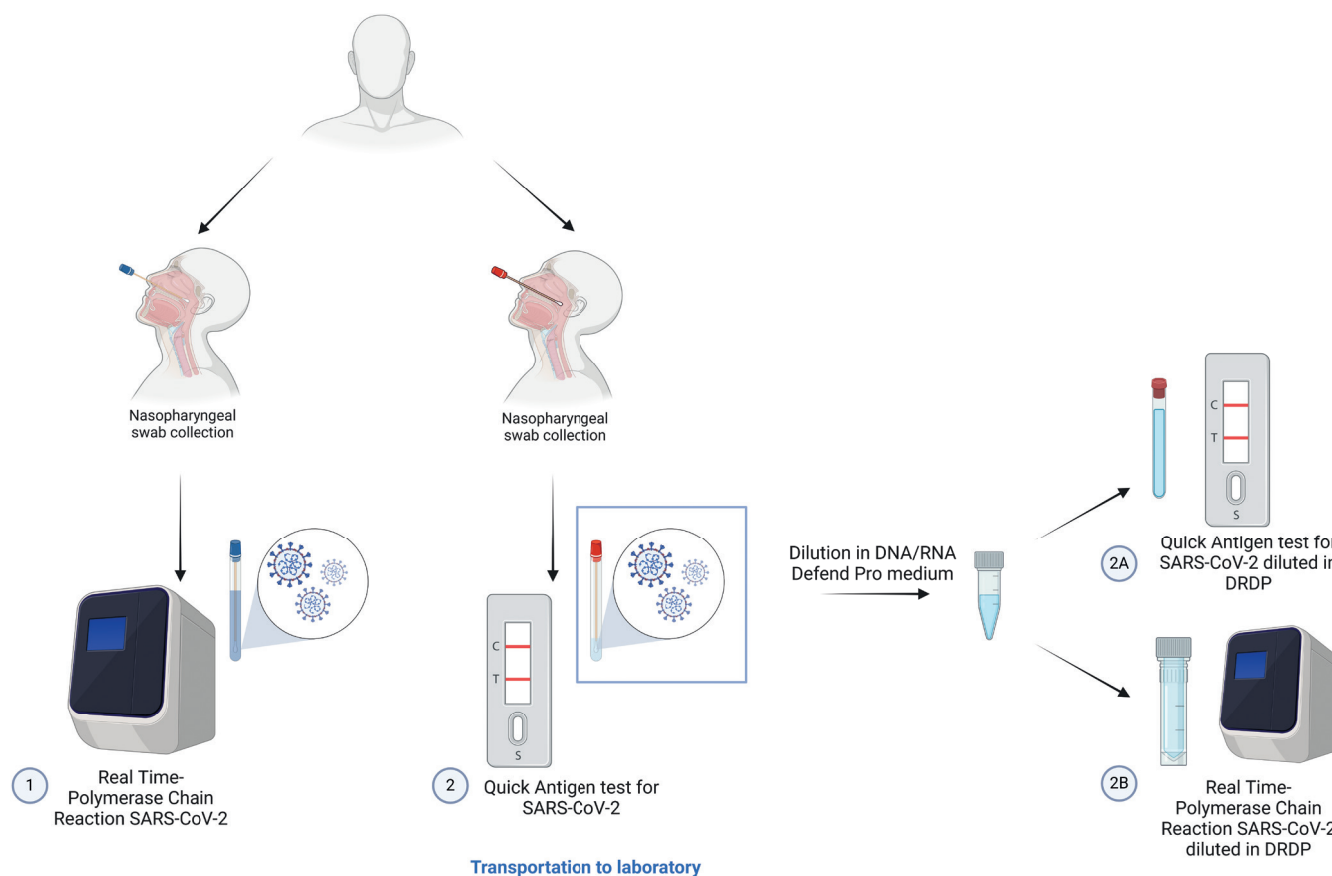 Nasopharyngeal
swab collection
Nasopharyngeal
swab collection
C
T
S
1
Real Time-
Polymerase Chain
Reaction SARS-CoV-2
C
T
S
2
Quick Antigen test for
SARS-CoV-2
Transportation to laboratory
Dilution in DNA/RNA
Defend Pro medium
2A
Quick Antigen test for
SARS-CoV-2 diluted in
DRDP
2B
Real Time-
Polymerase Chain
Reaction SARS-CoV-2
diluted in DRDP